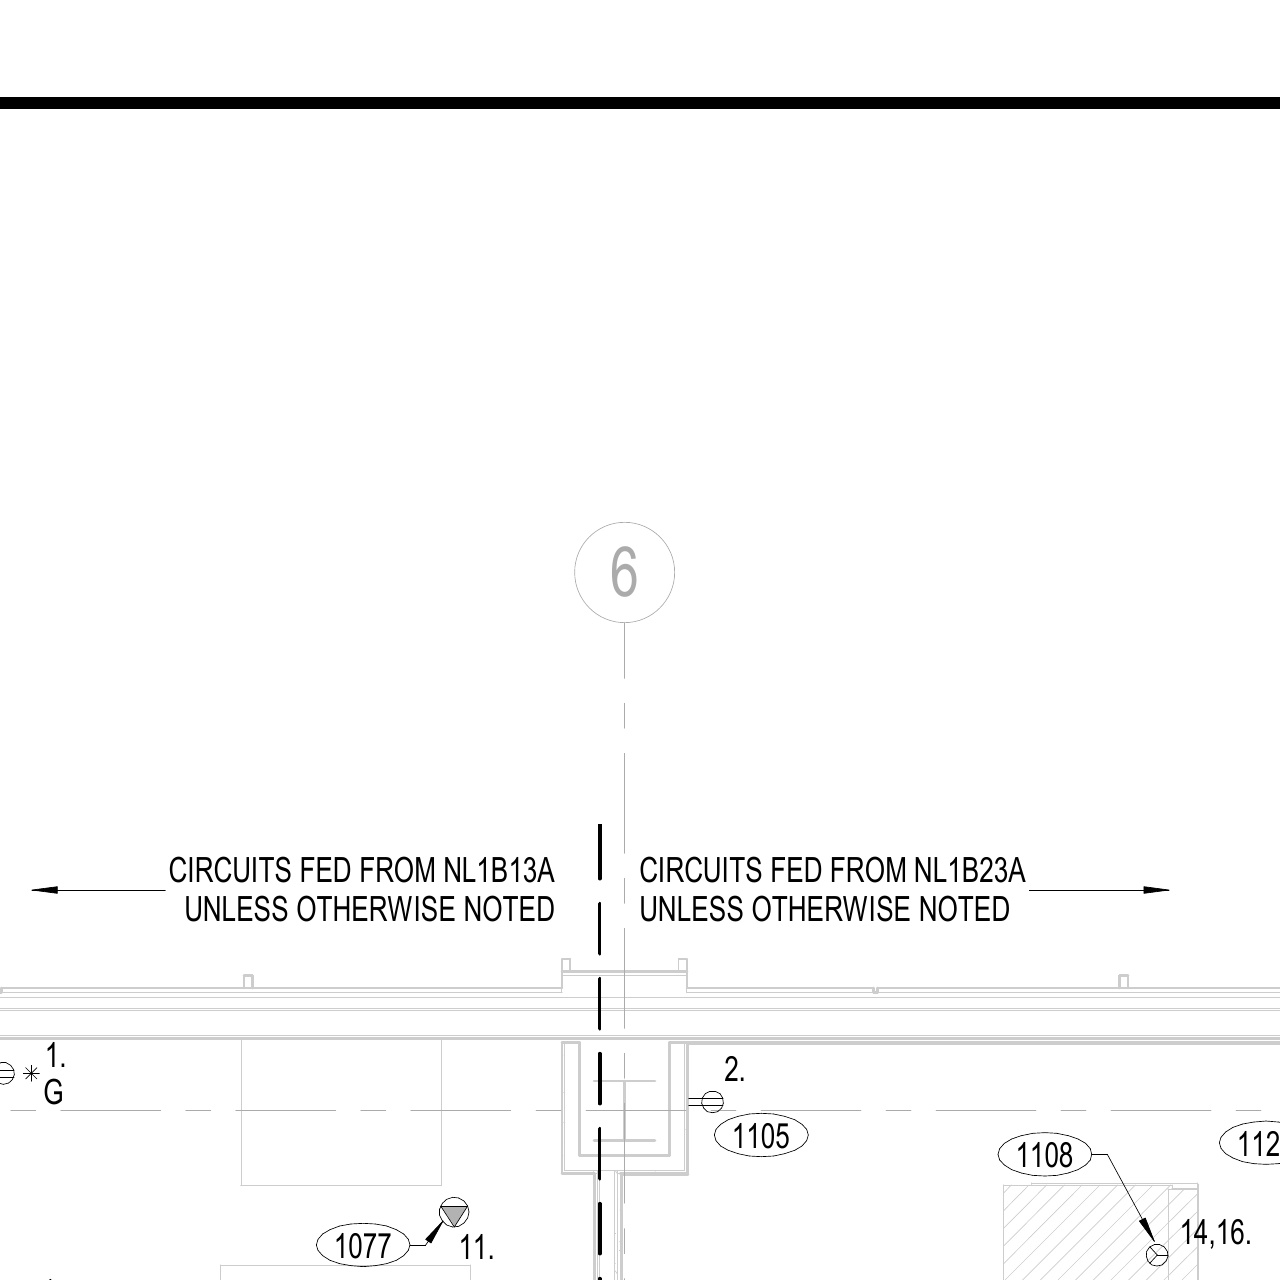 6
CIRCUITS FED FROM NL1B13A
UNLESS OTHERWISE NOTED
CIRCUITS FED FROM NL1B23A
UNLESS OTHERWISE NOTED
1.
G
2.
1105
1108
112
1077
11.
14,16.